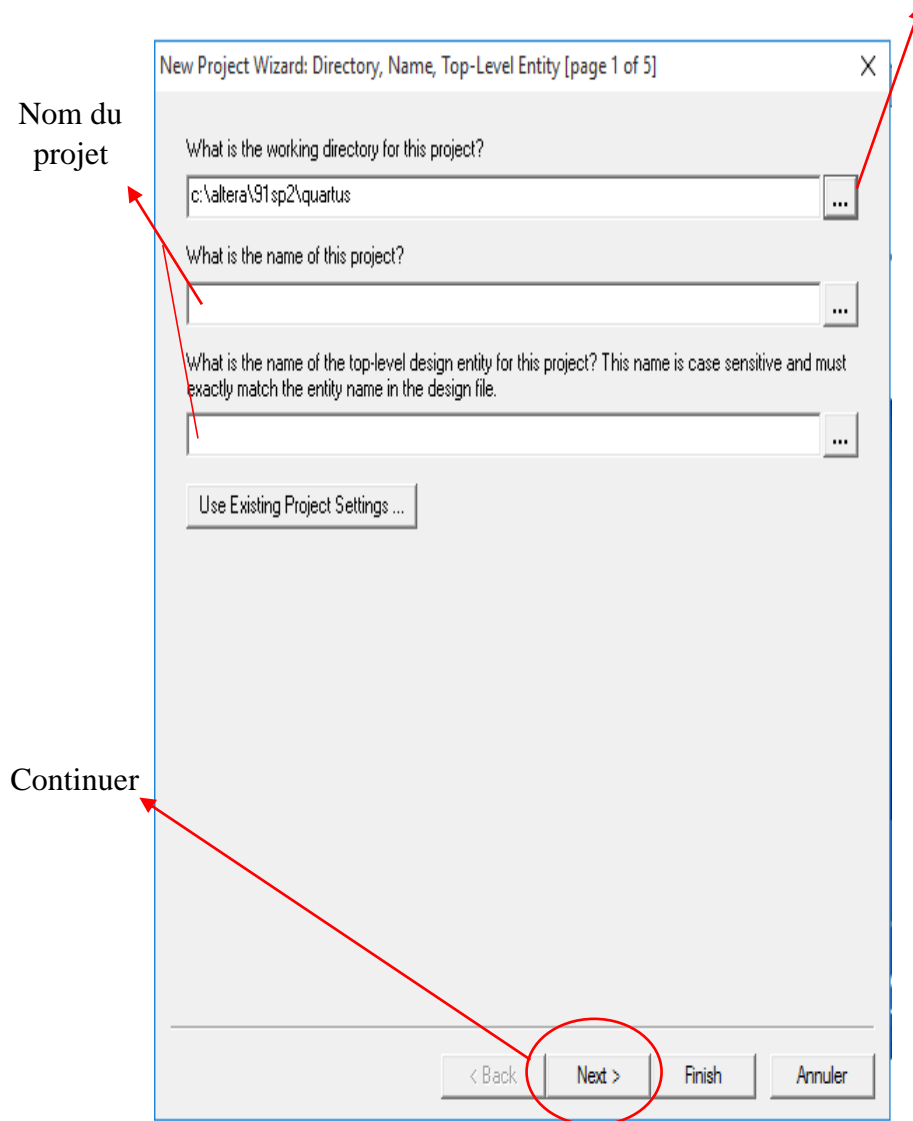 New Project Wizard: Directory, Name, Top-Level Entity [page 1 of 5]
X
Nom du
projet
What is the working directory for this project?
c:\altera\91sp2\quartus
...
What is the name of this project?
...
What is the name of the top-level design entity for this project? This name is case sensitive and must
exactly match the entity name in the design file.
...
Use Existing Project Settings ...
Continuer
< Back
Next >
Finish
Annuler